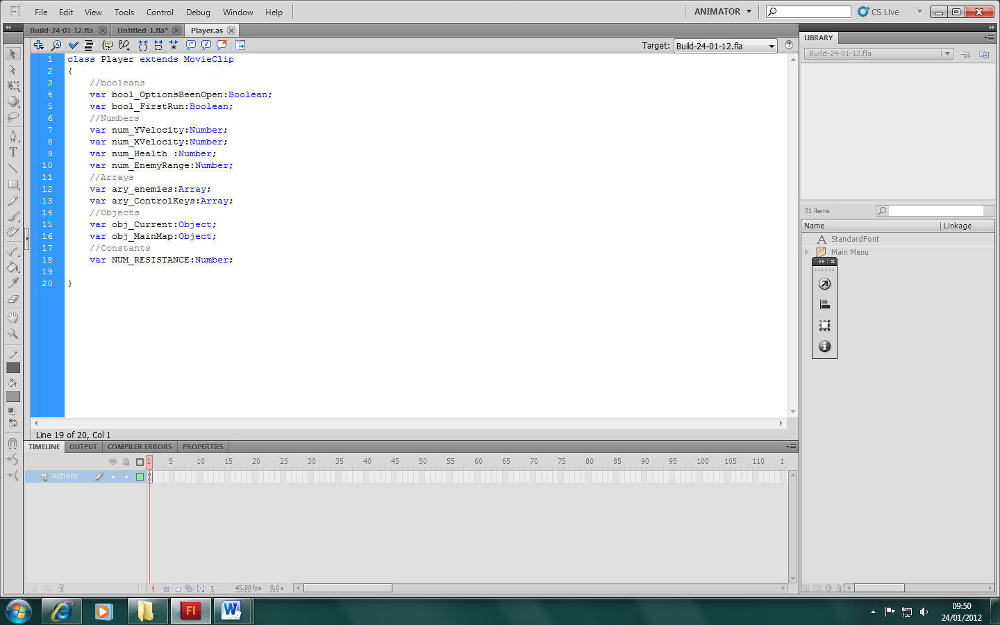 Fl File Edit View Tools Control Debug Window Help ANIMATOR CS Live
Build-24-01-12.fla Untitled-1.fla* Player.as
Target: Build-24-01-12.fla
1 class Player extends MovieClip
2 {
3 //booleans
4 var bool_OptionsBeenOpen:Boolean;
5 var bool_FirstRun:Boolean;
6 //Numbers
7 var num_YVelocity:Number;
8 var num_XVelocity:Number;
9 var num_Health :Number;
10 var num_EnemyRange:Number;
11 //Arrays
12 var ary_enemies:Array;
13 var ary_ControlKeys:Array;
14 //Objects
15 var obj_Current:Object;
16 var obj_MainMap:Object;
17 //Constants
18 var NUM_RESISTANCE:Number;
19
20 }
Line 19 of 20, Col 1
TIMELINE OUTPUT COMPILER ERRORS PROPERTIES
1 5 10 15 20 25 30 35 40 45 50 55 60 65 70 75 80 85 90 95 100 105 110 1
Actions
1 45.00 fps 0.0 s
LIBRARY
Build-24-01-12.fla
51 items
Name Linkage
StandardFont
Main Menu
Fl
W
09:50
24/01/2012